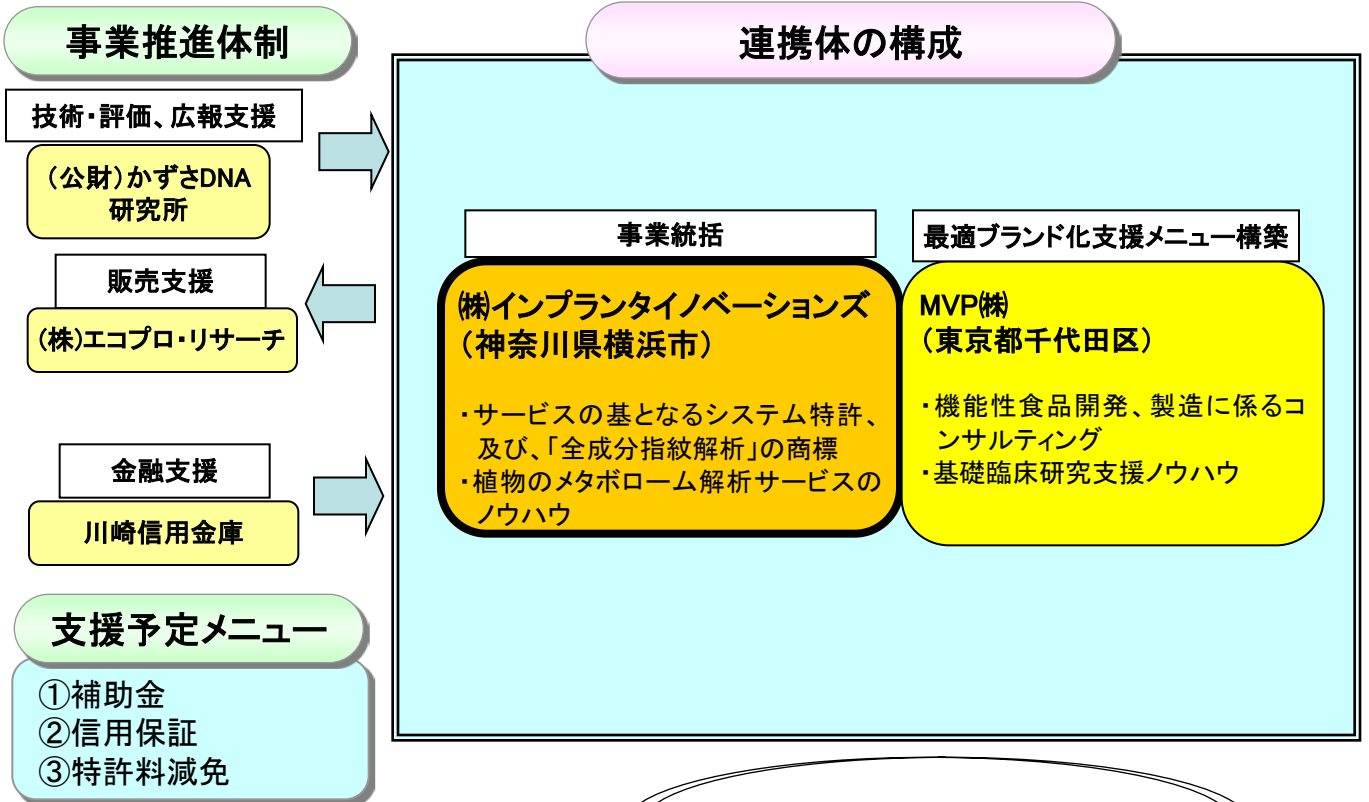 事業推進体制
技術・評価、広報支援
（公財）かずさDNA
研究所
販売支援
(株)エコプロ・リサーチ
金融支援
川崎信用金庫
支援予定メニュー
①補助金
②信用保証
③特許料減免
連携体の構成
事業統括
㈱インプランタイノベーションズ
（神奈川県横浜市）
・サービスの基となるシステム特許、
及び、「全成分指紋解析」の商標
・植物のメタボローム解析サービスの
ノウハウ
最適ブランド化支援メニュー構築
MVP㈱
（東京都千代田区）
・機能性食品開発、製造に係るコ
ンサルティング
・基礎臨床研究支援ノウハウ